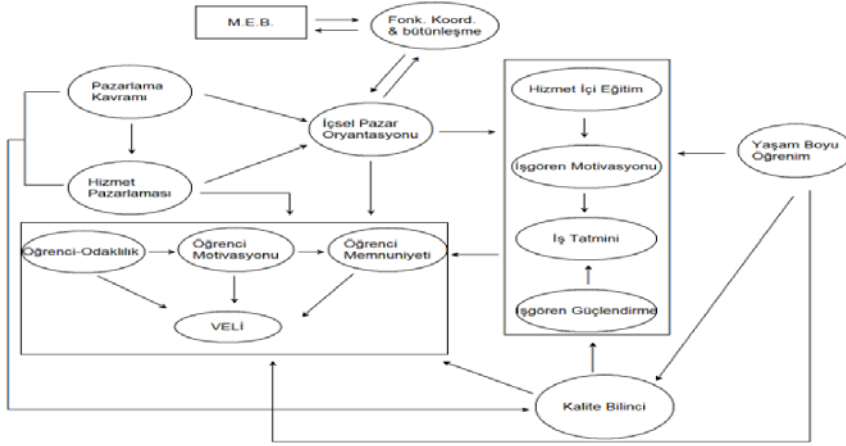 M.E.B.
Fonk. Koord.
& bütünleşme
Pazarlama
Kavramı
Hizmet İçi Eğitim
İçsel Pazar
Oryantasyonu
Yaşam Boyu
Öğrenim
İşgören Motivasyonu
Hizmet
Pazarlaması
Öğrenci-Odaklılık
Öğrenci
Motivasyonu
Öğrenci
Memnuniyeti
İş Tatmini
VELİ
İşgören Güçlendirme
Kalite Bilinci